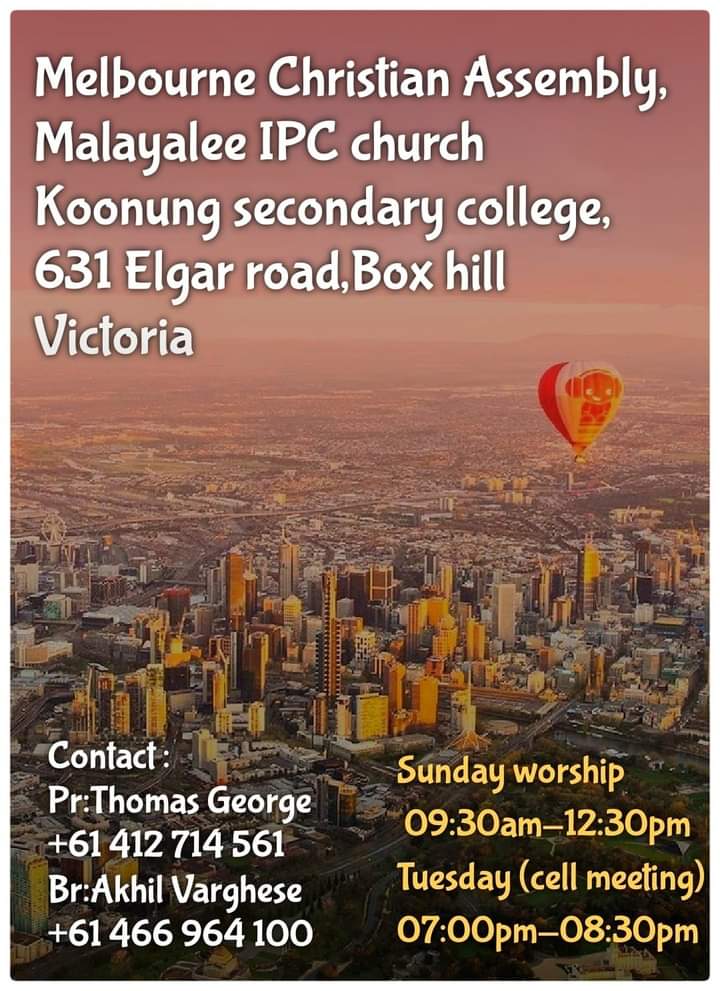 Melbourne Christian Assembly,
Malayalee IPC church
Koonung secondary college,
631 Elgar road,Box hill
Victoria
Contact :
Pr:Thomas George
+61 412 714 561
Br:Akhil Varghese
+61 466 964 100
Sunday worship
09:30am–12:30pm
Tuesday (cell meeting)
07:00pm–08:30pm